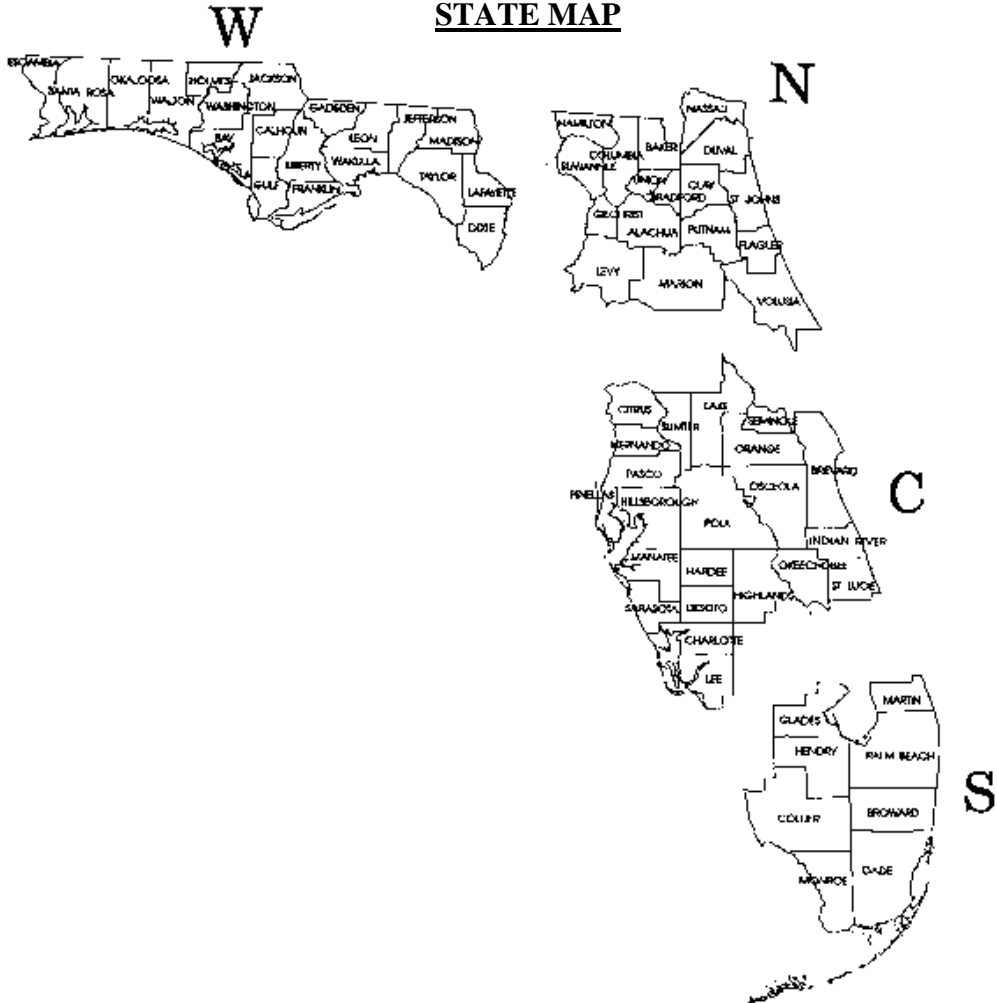 STATE MAP
W
ESCAMBIA
SANTA ROSA
OKALOOSA
WALTON
HOLMES
JACKSON
WASHINGTON
BAY
CALHOUN
GULF
LIBERTY
FRANKLIN
GADSDEN
LEON
WAKULLA
JEFFERSON
MADISON
TAYLOR
LAFAYETTE
DIXIE
N
HAMILTON
SUWANNEE
COLUMBIA
BAKER
NASSAU
DUVAL
UNION
BRADFORD
CLAY
ST JOHNS
GILCHRIST
ALACHUA
PUTNAM
FLAGLER
LEVY
MARION
VOLUSIA
C
CITRUS
SUMTER
LAKE
SEMINOLE
HERNANDO
ORANGE
PASCO
OSCEOLA
BREVARD
PINELLAS
HILLSBOROUGH
POLK
INDIAN RIVER
MANATEE
HARDEE
OKEECHOBEE
HIGHLANDS
ST LUCIE
SARASOTA
DESOTO
CHARLOTTE
LEE
S
MARTIN
GLADES
HENDRY
PALM BEACH
COLLIER
BROWARD
MONROE
DADE